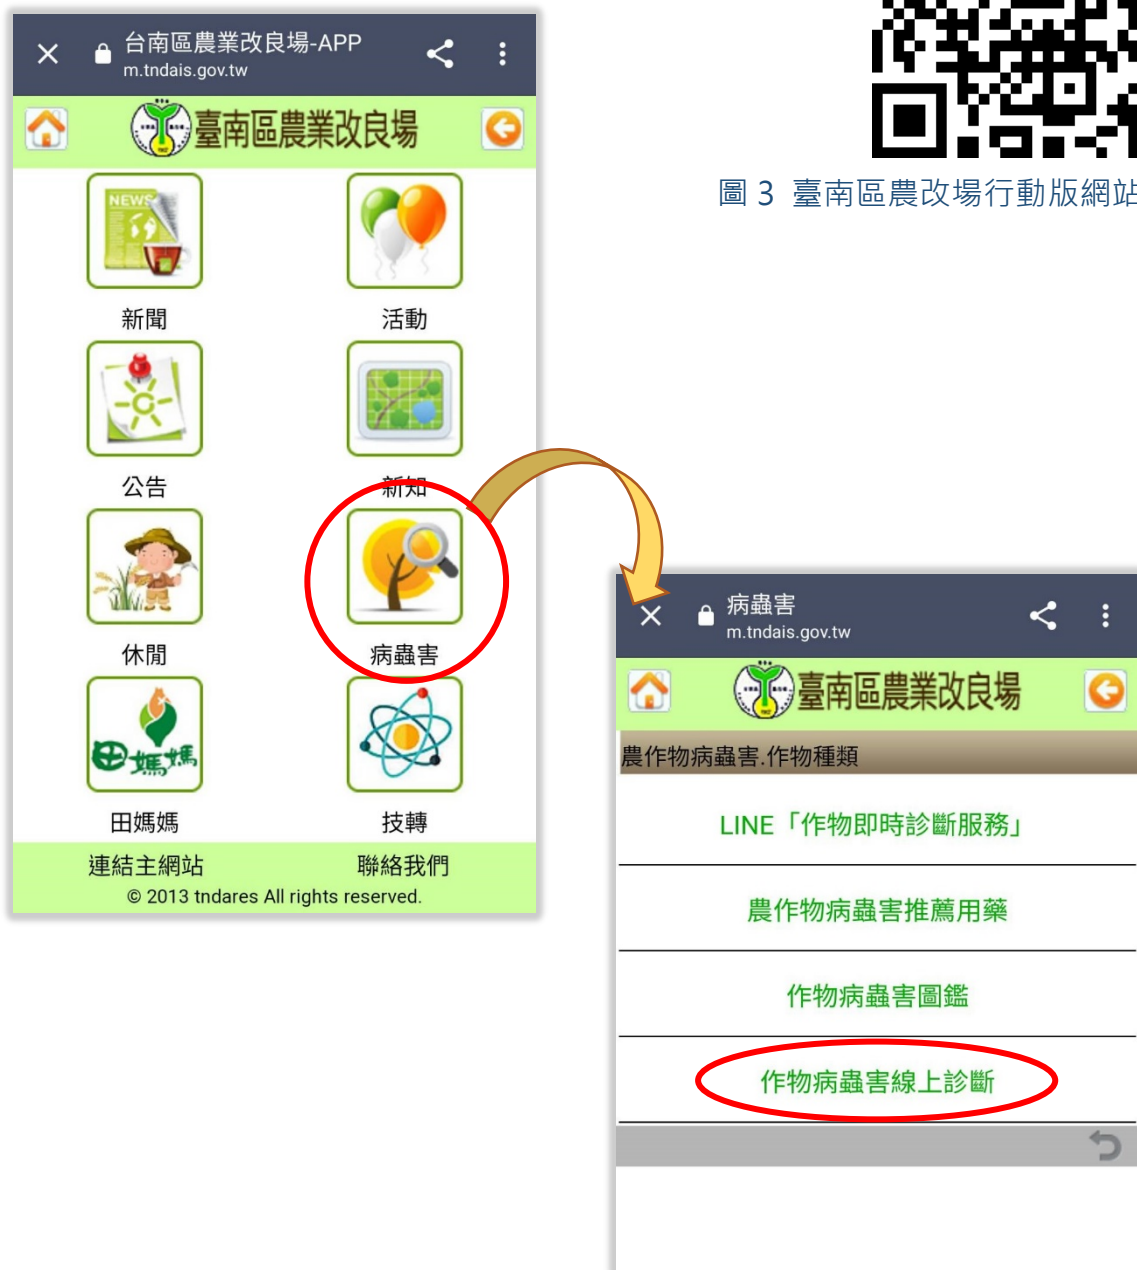 台南區農業改良場-APP
m.tndais.gov.tw
臺南區農業改良場
NEWS
新聞
活動
公告
新知
休閒
病蟲害
田媽媽
田媽媽
技轉
連結主網站
聯絡我們
© 2013 tndares All rights reserved.
圖 3 臺南區農改場行動版網站
病蟲害
m.tndais.gov.tw
臺南區農業改良場
農作物病蟲害.作物種類
LINE「作物即時診斷服務」
農作物病蟲害推薦用藥
作物病蟲害圖鑑
作物病蟲害線上診斷